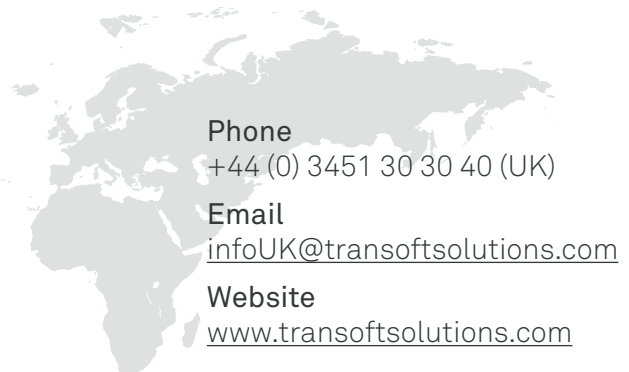 Phone
+44 (0) 3451 30 30 40 (UK)
Email
infoUK@transoftsolutions.com
Website
www.transoftsolutions.com